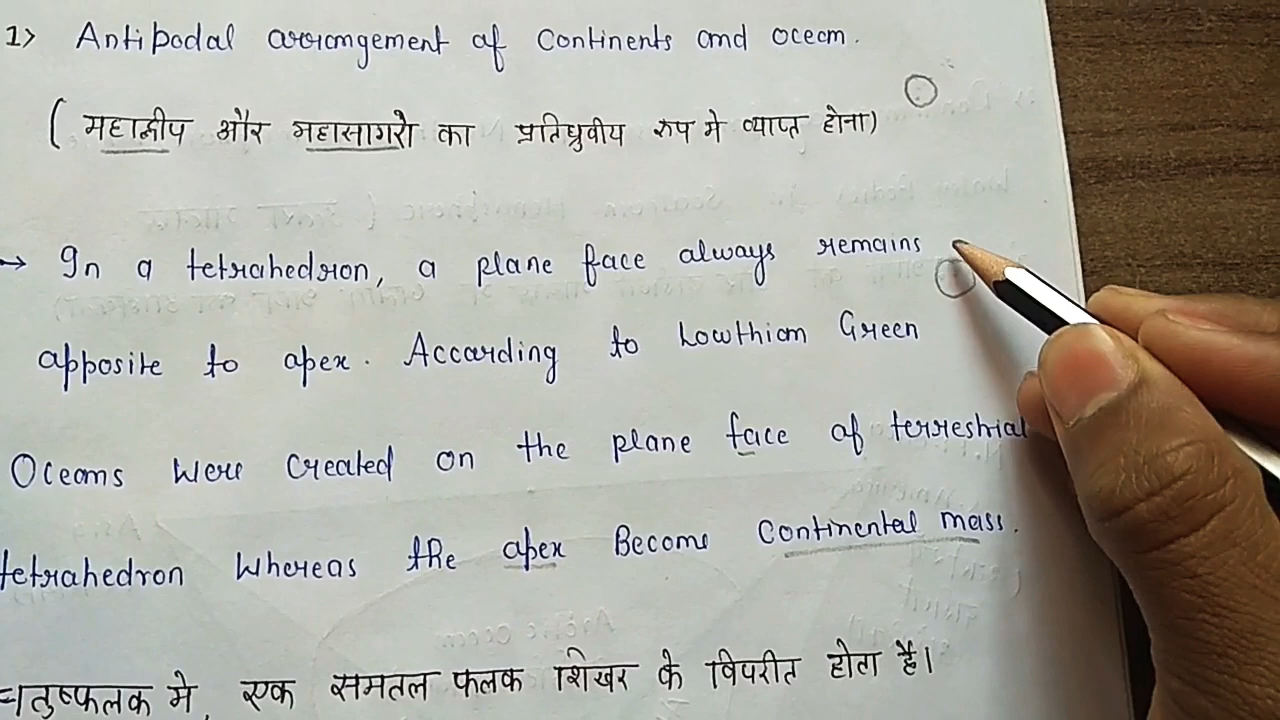 1> Antipodal arrangement of Continents and ocean.
( महाद्वीप और महासागरो का प्रतिध्रुवीय रूप मे व्याप्त होना)
→ In a tetrahedron, a plane face always remains
opposite to apex. According to Lowthian Green
Oceans were created on the plane face of terrestrial
tetrahedron whereas the apex Become Continental mass.
चतुष्फलक मे, एक समतल फलक शिखर के विपरीत होता है।